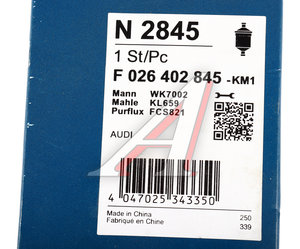 N 2845
1 St/Pc
F 026 402 845 -KM1
Mann WK7002
Mahle KL659
Purflux FCS821
AUDI
4 047025 343350
Made in China
Fabriqué en Chine
250
339